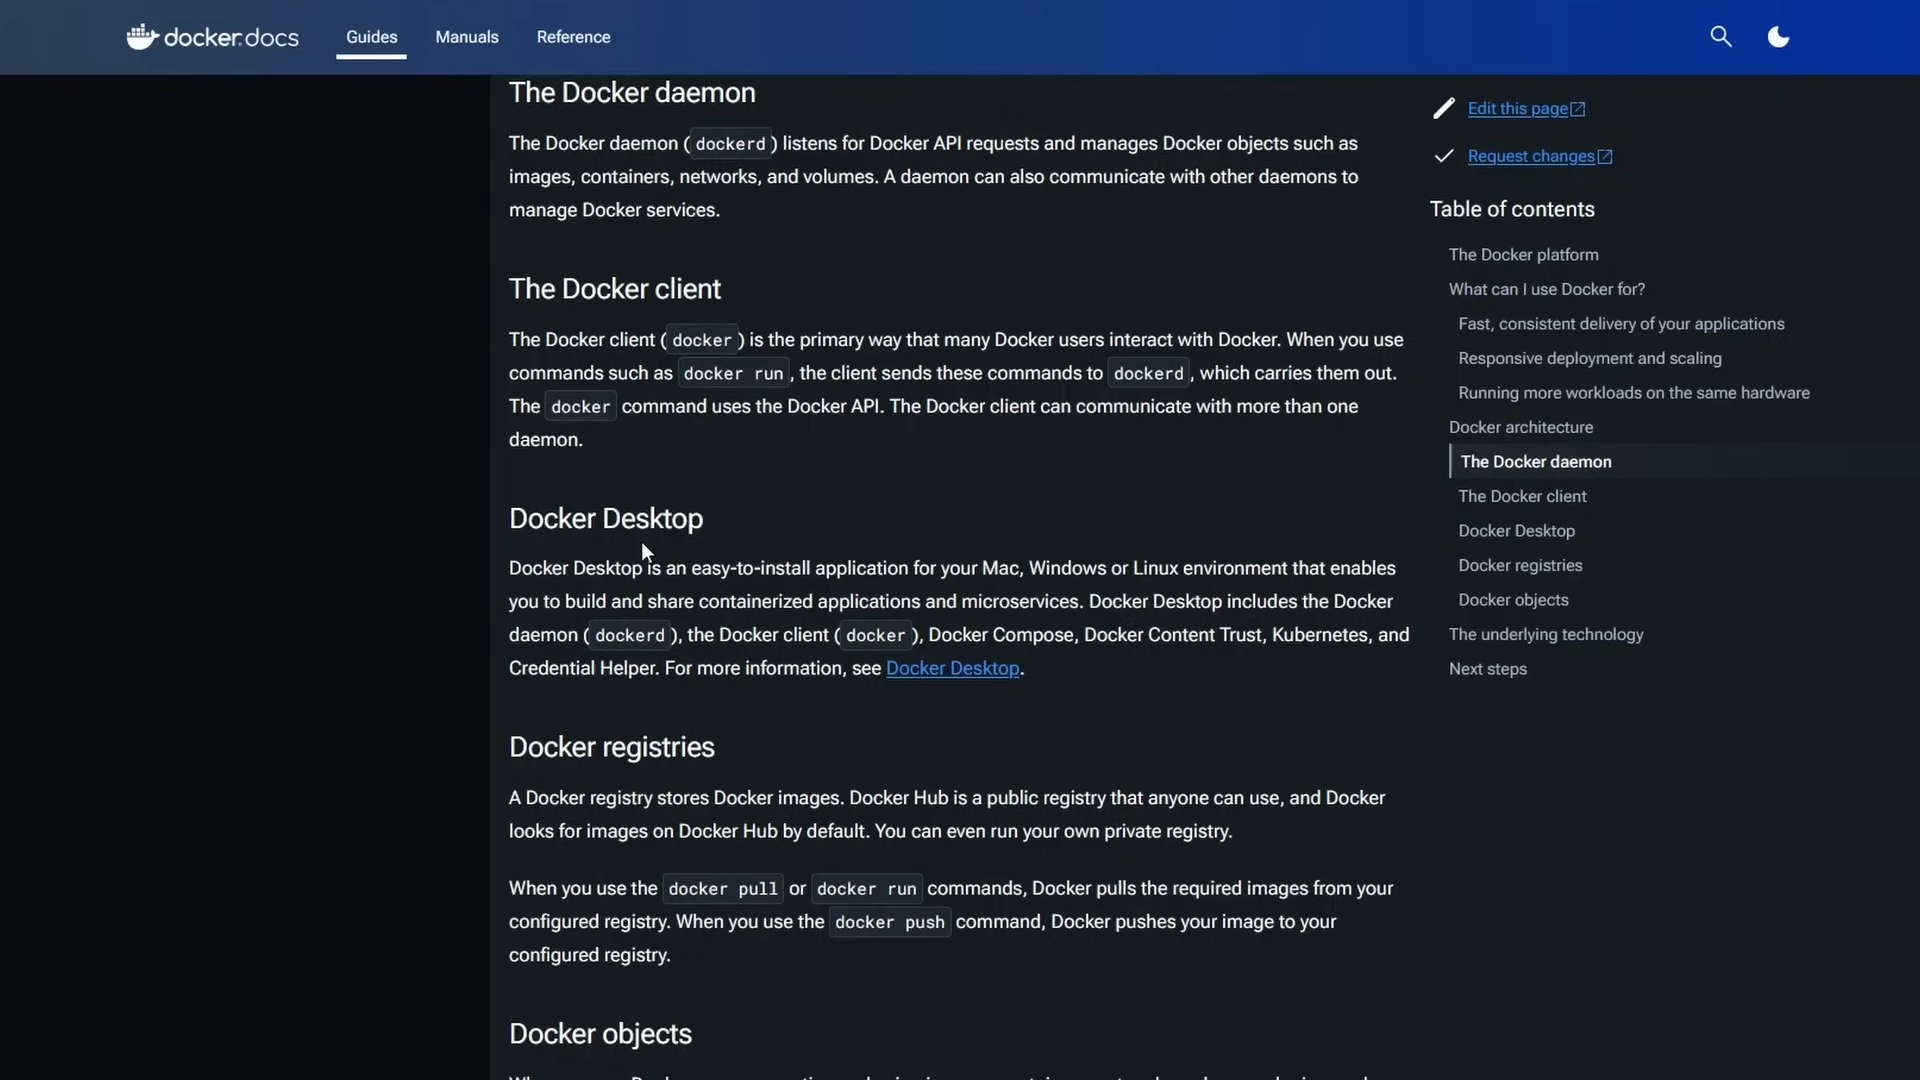 docker.docs
Guides
Manuals
Reference
The Docker daemon
The Docker daemon ( dockerd ) listens for Docker API requests and manages Docker objects such as
images, containers, networks, and volumes. A daemon can also communicate with other daemons to
manage Docker services.
The Docker client
The Docker client ( docker ) is the primary way that many Docker users interact with Docker. When you use
commands such as docker run , the client sends these commands to dockerd , which carries them out.
The docker command uses the Docker API. The Docker client can communicate with more than one
daemon.
Docker Desktop
Docker Desktop is an easy-to-install application for your Mac, Windows or Linux environment that enables
you to build and share containerized applications and microservices. Docker Desktop includes the Docker
daemon ( dockerd ), the Docker client ( docker ), Docker Compose, Docker Content Trust, Kubernetes, and
Credential Helper. For more information, see Docker Desktop.
Docker registries
A Docker registry stores Docker images. Docker Hub is a public registry that anyone can use, and Docker
looks for images on Docker Hub by default. You can even run your own private registry.
When you use the docker pull or docker run commands, Docker pulls the required images from your
configured registry. When you use the docker push command, Docker pushes your image to your
configured registry.
Docker objects
Edit this page
Request changes
Table of contents
The Docker platform
What can I use Docker for?
Fast, consistent delivery of your applications
Responsive deployment and scaling
Running more workloads on the same hardware
Docker architecture
The Docker daemon
The Docker client
Docker Desktop
Docker registries
Docker objects
The underlying technology
Next steps